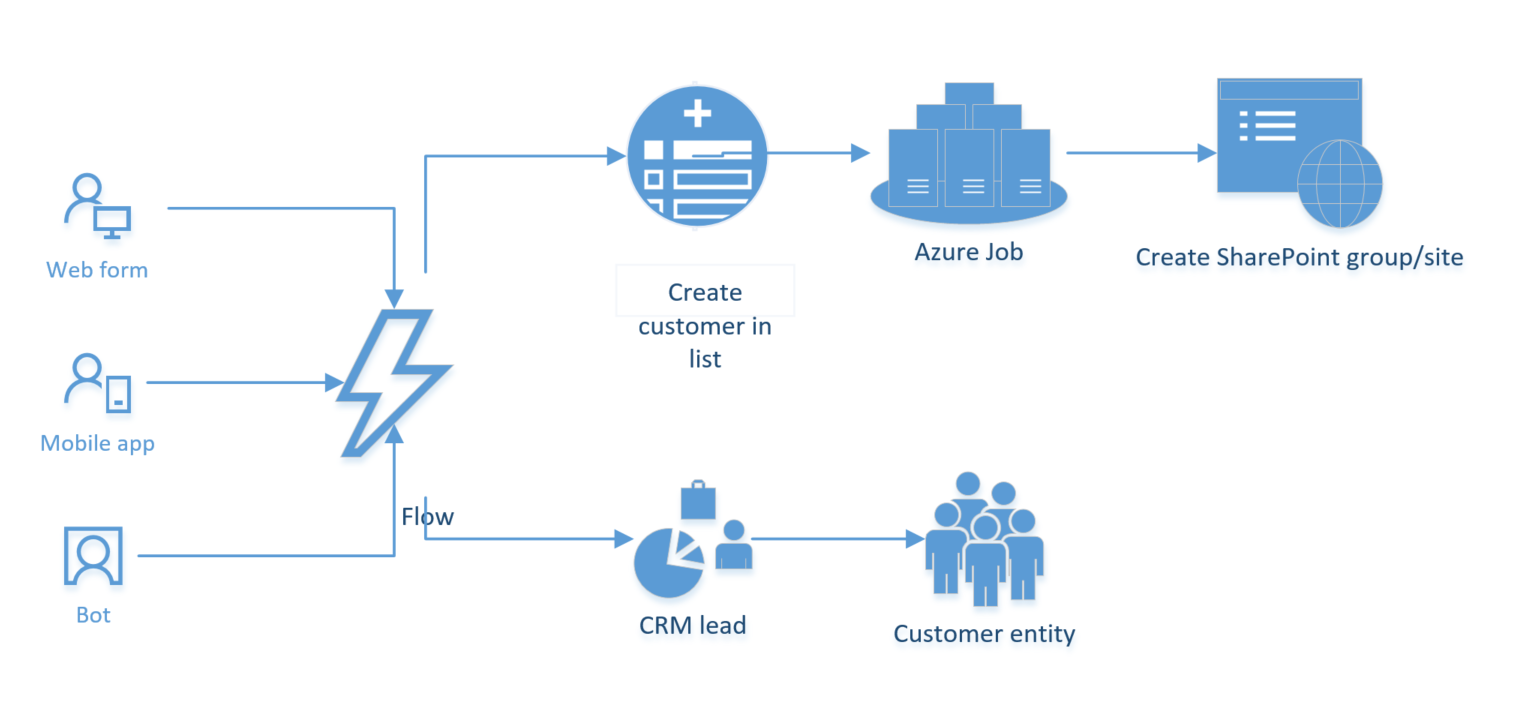 Web form
Mobile app
Bot
Flow
Create
customer in
list
Azure Job
Create SharePoint group/site
CRM lead
Customer entity